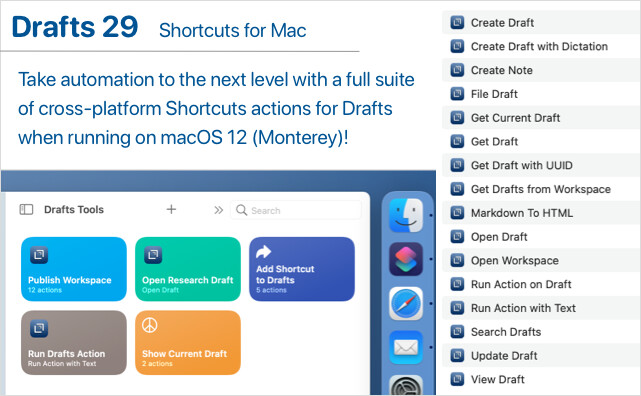 Drafts 29 Shortcuts for Mac
Take automation to the next level with a full suite
of cross-platform Shortcuts actions for Drafts
when running on macOS 12 (Monterey)!
Drafts Tools
Search
Publish Workspace
12 actions
Open Research Draft
Open Draft
Add Shortcut
to Drafts
5 actions
Run Drafts Action
Run Action with Text
Show Current Draft
2 actions
Create Draft
Create Draft with Dictation
Create Note
File Draft
Get Current Draft
Get Draft
Get Draft with UUID
Get Drafts from Workspace
Markdown To HTML
Open Draft
Open Workspace
Run Action on Draft
Run Action with Text
Search Drafts
Update Draft
View Draft